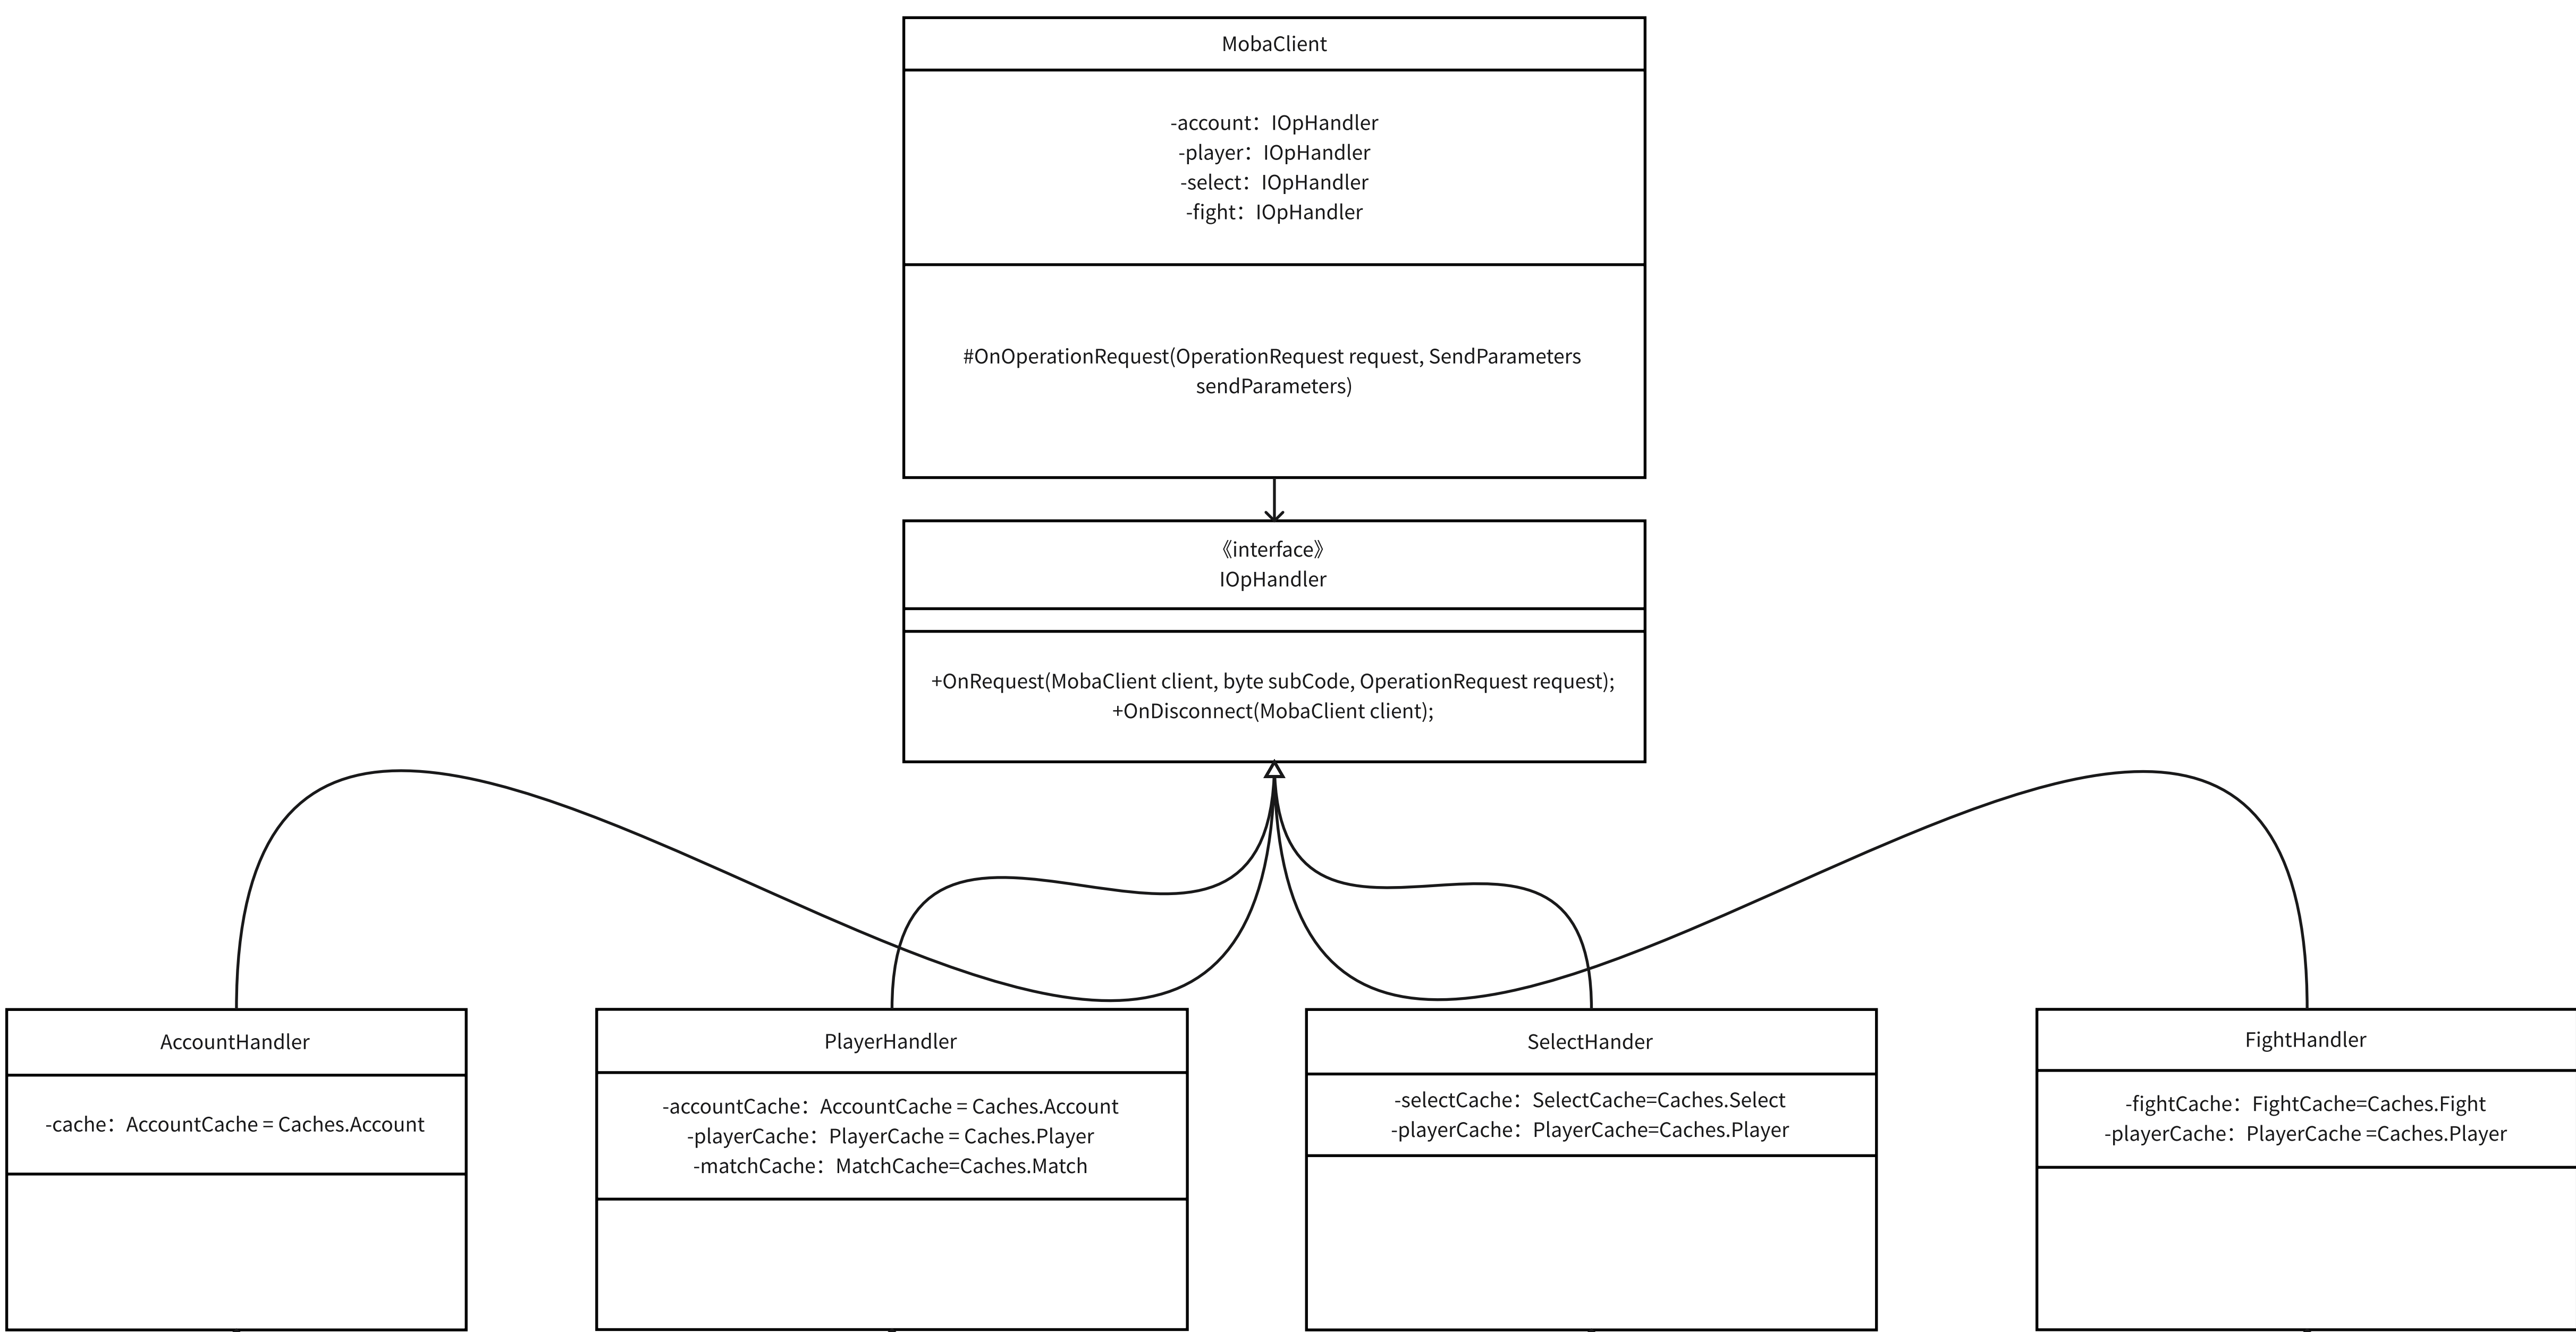 MobaClient
-account：IOpHandler
-player：IOpHandler
-select：IOpHandler
-fight：IOpHandler
#OnOperationRequest(OperationRequest request, SendParameters
sendParameters)
《interface》
IOpHandler
+OnRequest(MobaClient client, byte subCode, OperationRequest request);
+OnDisconnect(MobaClient client);
AccountHandler
-cache：AccountCache = Caches.Account
PlayerHandler
-accountCache：AccountCache = Caches.Account
-playerCache：PlayerCache = Caches.Player
-matchCache：MatchCache=Caches.Match
SelectHander
-selectCache：SelectCache=Caches.Select
-playerCache：PlayerCache=Caches.Player
FightHandler
-fightCache：FightCache=Caches.Fight
-playerCache：PlayerCache =Caches.Player